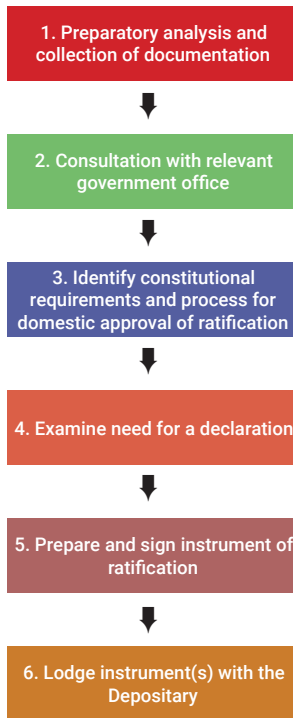 1. Preparatory analysis and
collection of documentation
2. Consultation with relevant
government office
3. Identify constitutional
requirements and process for
domestic approval of ratification
4. Examine need for a declaration
5. Prepare and sign instrument of
ratification
6. Lodge instrument(s) with the
Depositary